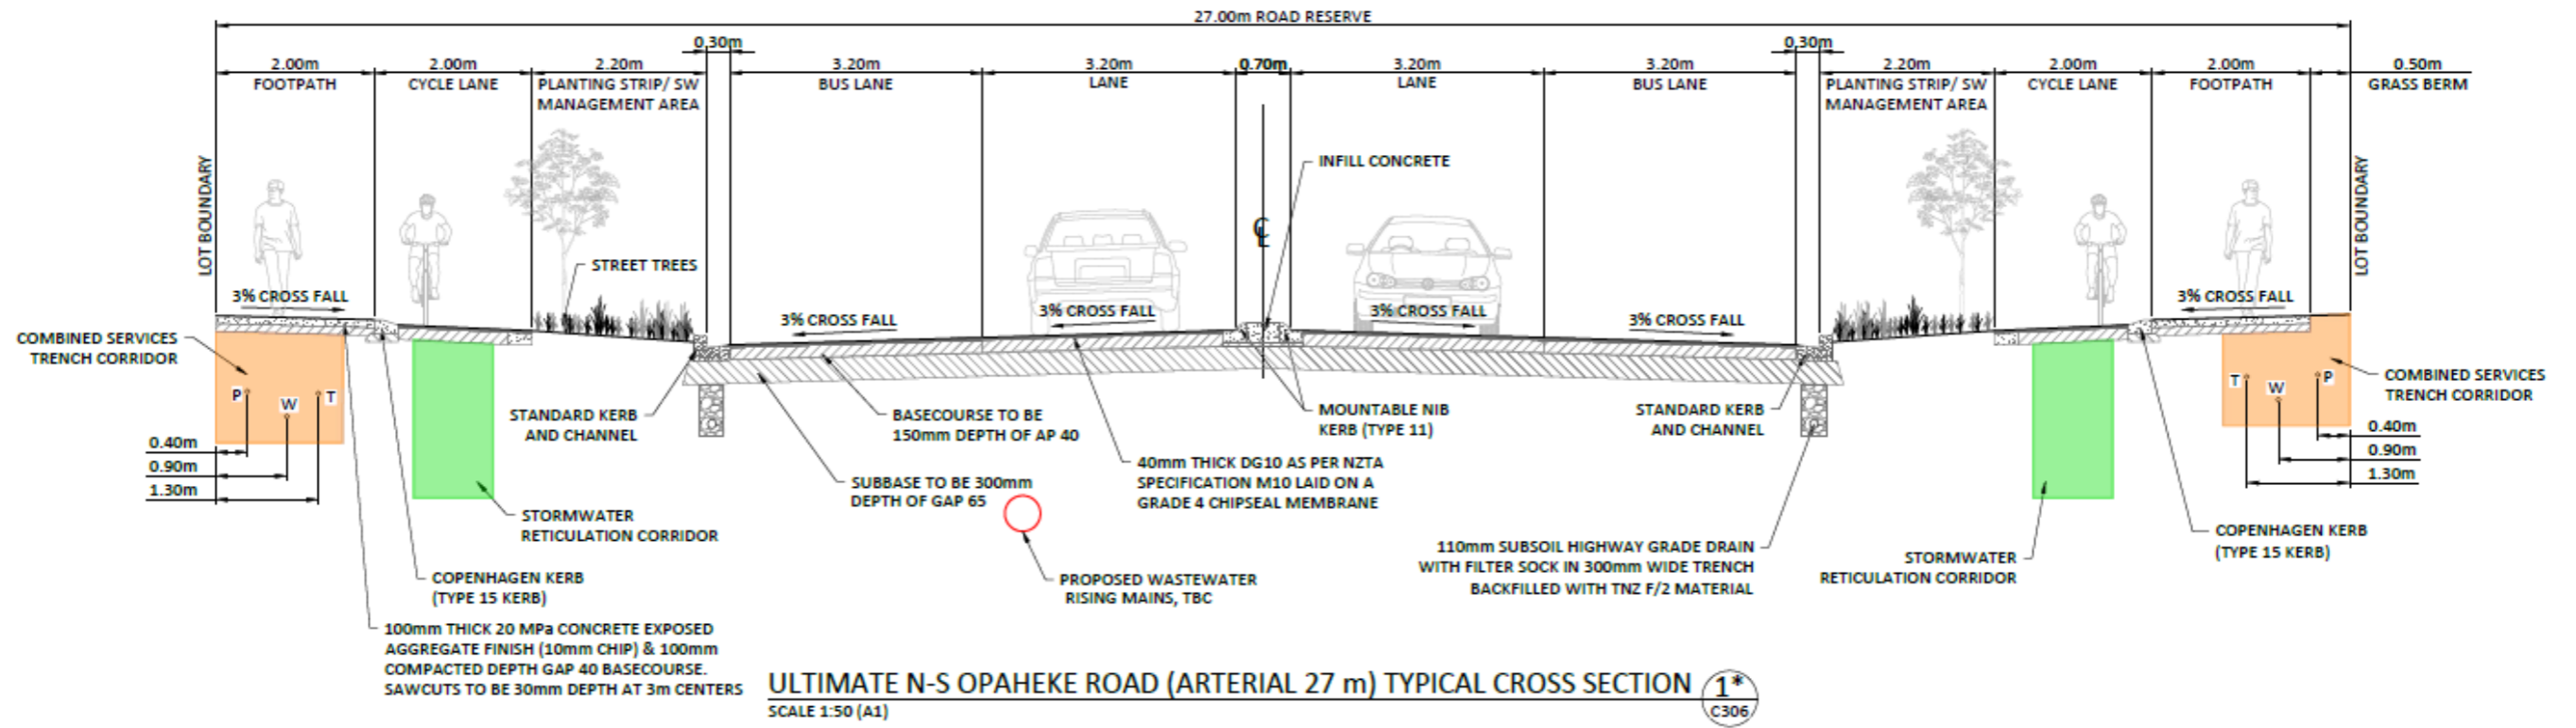 27.00m ROAD RESERVE
0.30m
0.30m
2.00m
2.00m
2.20m
3.20m
3.20m
0.70m
3.20m
3.20m
2.20m
2.00m
2.00m
0.50m
FOOTPATH
CYCLE LANE
PLANTING STRIP/ SW
MANAGEMENT AREA
BUS LANE
LANE
LANE
BUS LANE
PLANTING STRIP/ SW
MANAGEMENT AREA
CYCLE LANE
FOOTPATH
GRASS BERM
LOT BOUNDARY
INFILL CONCRETE
LOT BOUNDARY
CL
STREET TREES
3% CROSS FALL
3% CROSS FALL
3% CROSS FALL
3% CROSS FALL
3% CROSS FALL
3% CROSS FALL
COMBINED SERVICES
TRENCH CORRIDOR
P
W
T
T
W
P
COMBINED SERVICES
TRENCH CORRIDOR
0.40m
0.90m
1.30m
0.40m
0.90m
1.30m
STANDARD KERB
AND CHANNEL
BASECOURSE TO BE
150mm DEPTH OF AP 40
MOUNTABLE NIB
KERB (TYPE 11)
STANDARD KERB
AND CHANNEL
SUBBASE TO BE 300mm
DEPTH OF GAP 65
40mm THICK DG10 AS PER NZTA
SPECIFICATION M10 LAID ON A
GRADE 4 CHIPSEAL MEMBRANE
STORMWATER
RETICULATION CORRIDOR
110mm SUBSOIL HIGHWAY GRADE DRAIN
WITH FILTER SOCK IN 300mm WIDE TRENCH
BACKFILLED WITH TNZ F/2 MATERIAL
STORMWATER
RETICULATION CORRIDOR
COPENHAGEN KERB
(TYPE 15 KERB)
COPENHAGEN KERB
(TYPE 15 KERB)
PROPOSED WASTEWATER
RISING MAINS, TBC
100mm THICK 20 MPa CONCRETE EXPOSED
AGGREGATE FINISH (10mm CHIP) & 100mm
COMPACTED DEPTH GAP 40 BASECOURSE.
SAWCUTS TO BE 30mm DEPTH AT 3m CENTERS
ULTIMATE N-S OPAHEKE ROAD (ARTERIAL 27 m) TYPICAL CROSS SECTION
1*
C306
SCALE 1:50 (A1)